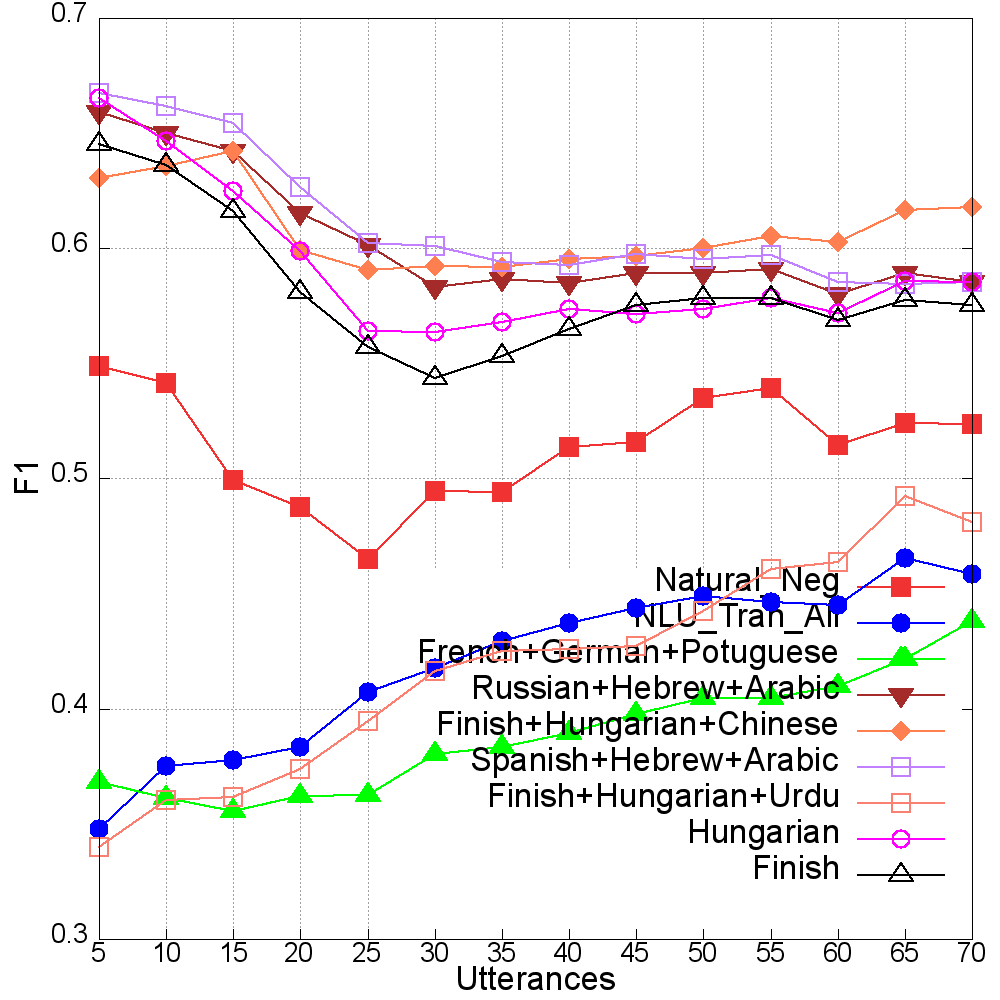 0.7
0.6
0.5
0.4
0.3
F1
Natural_Neg
NLU_Tran_All
French+German+Potuguese
Russian+Hebrew+Arabic
Finish+Hungarian+Chinese
Spanish+Hebrew+Arabic
Finish+Hungarian+Urdu
Hungarian
Finish
5 10 15 20 25 30 35 40 45 50 55 60 65 70
Utterances